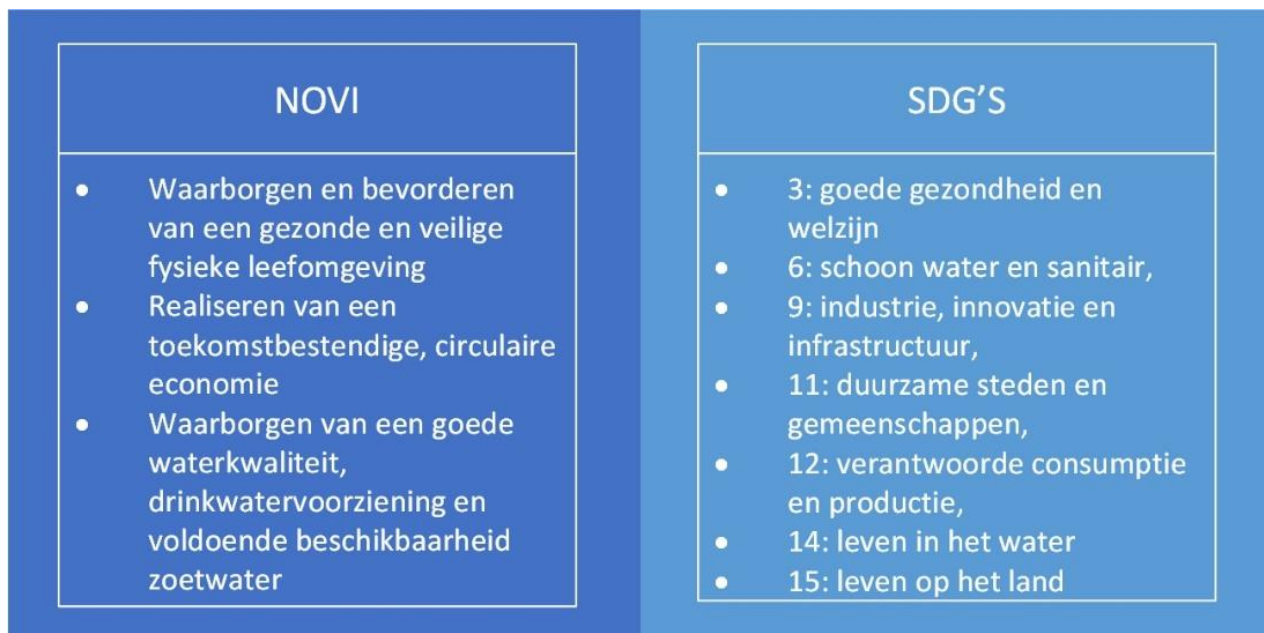 NOVI
• Waarborgen en bevorderen
van een gezonde en veilige
fysieke leefomgeving
• Realiseren van een
toekomstbestendige, circulaire
economie
• Waarborgen van een goede
waterkwaliteit,
drinkwatervoorziening en
voldoende beschikbaarheid
zoetwater
SDG'S
• 3: goede gezondheid en
welzijn
• 6: schoon water en sanitair,
• 9: industrie, innovatie en
infrastructuur,
• 11: duurzame steden en
gemeenschappen,
• 12: verantwoorde consumptie
en productie,
• 14: leven in het water
• 15: leven op het land